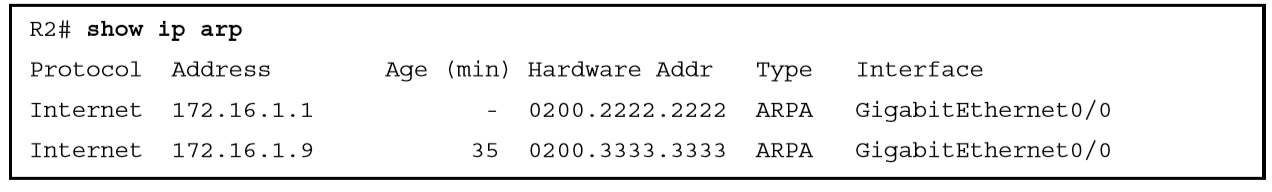 R2# show ip arp
Protocol  Address          Age (min)  Hardware Addr   Type   Interface
Internet  172.16.1.1              -   0200.2222.2222  ARPA   GigabitEthernet0/0
Internet  172.16.1.9             35   0200.3333.3333  ARPA   GigabitEthernet0/0